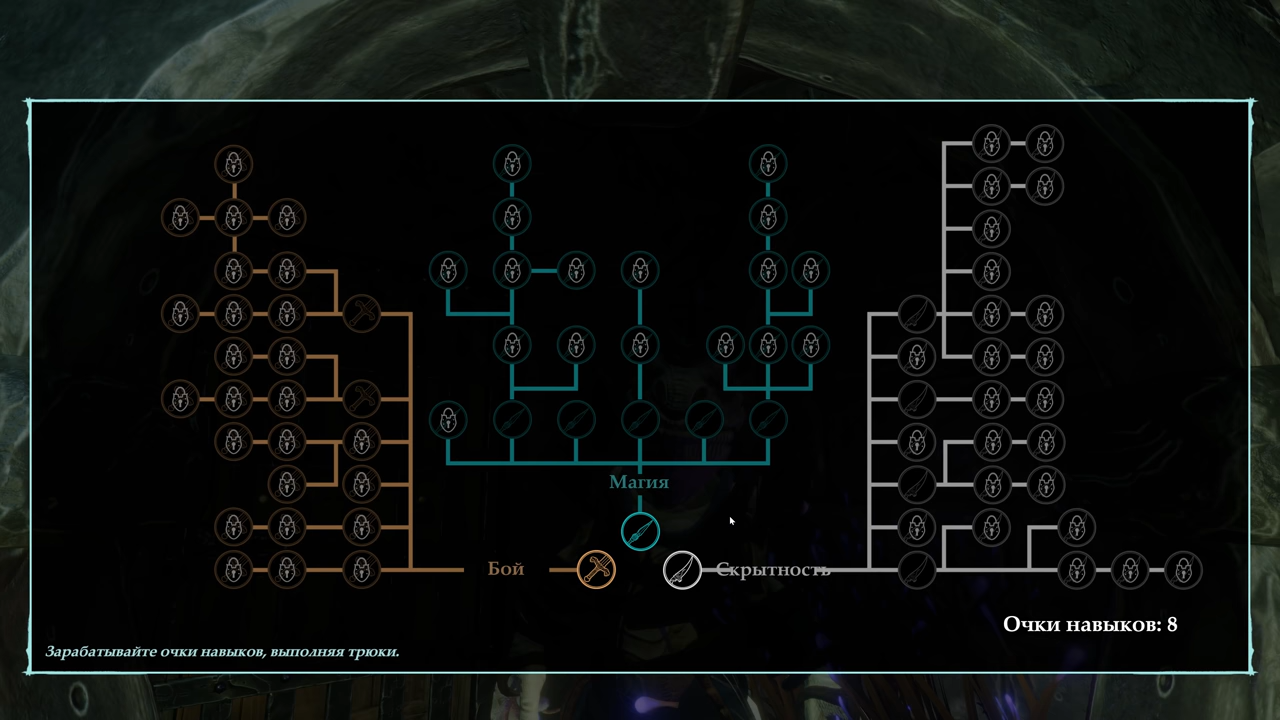 Магия
Бой
Скрытность
Очки навыков: 8
Зарабатывайте очки навыков, выполняя трюки.